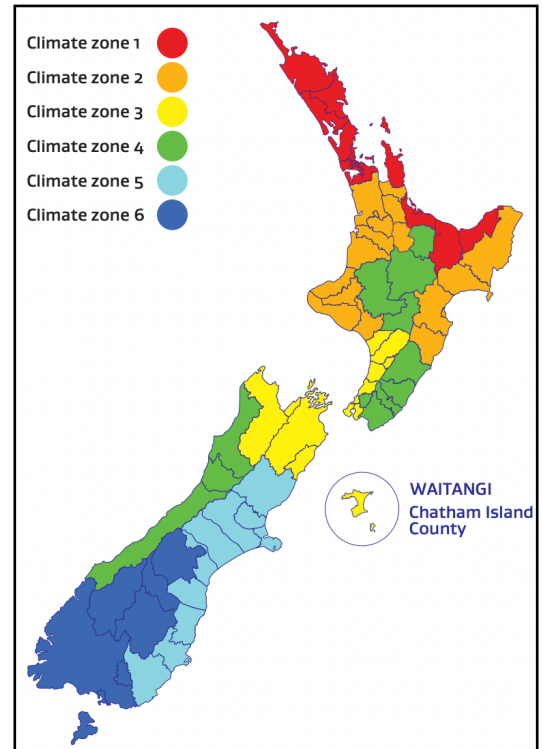 Climate zone 1
Climate zone 2
Climate zone 3
Climate zone 4
Climate zone 5
Climate zone 6
WAITANGI
Chatham Island
County